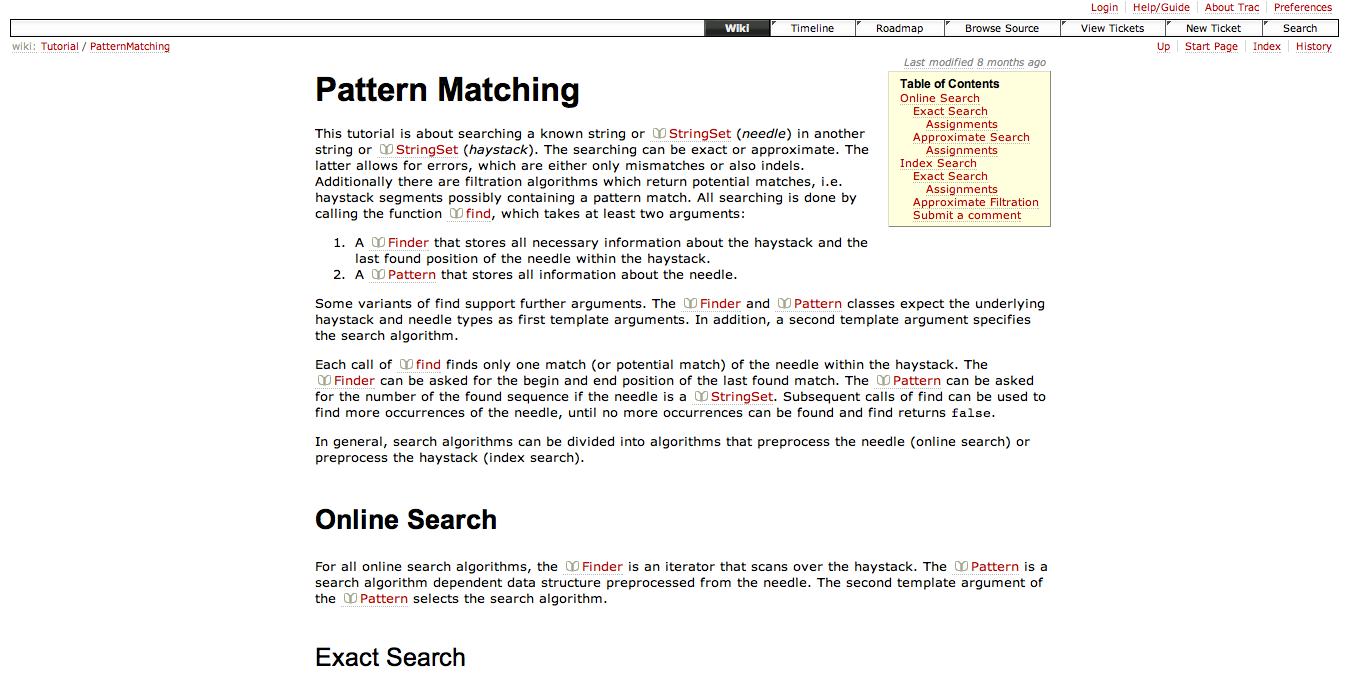 Login Help/Guide About Trac Preferences
Wiki Timeline Roadmap Browse Source View Tickets New Ticket Search
wiki: Tutorial / PatternMatching
Up Start Page Index History
Last modified 8 months ago
Pattern Matching
Table of Contents
Online Search
Exact Search
Assignments
Approximate Search
Assignments
Index Search
Exact Search
Assignments
Approximate Filtration
Submit a comment
This tutorial is about searching a known string or StringSet (needle) in another
string or StringSet (haystack). The searching can be exact or approximate. The
latter allows for errors, which are either only mismatches or also indels.
Additionally there are filtration algorithms which return potential matches, i.e.
haystack segments possibly containing a pattern match. All searching is done by
calling the function find, which takes at least two arguments:
1. A Finder that stores all necessary information about the haystack and the
last found position of the needle within the haystack.
2. A Pattern that stores all information about the needle.
Some variants of find support further arguments. The Finder and Pattern classes expect the underlying
haystack and needle types as first template arguments. In addition, a second template argument specifies
the search algorithm.
Each call of find finds only one match (or potential match) of the needle within the haystack. The
Finder can be asked for the begin and end position of the last found match. The Pattern can be asked
for the number of the found sequence if the needle is a StringSet. Subsequent calls of find can be used to
find more occurrences of the needle, until no more occurrences can be found and find returns false.
In general, search algorithms can be divided into algorithms that preprocess the needle (online search) or
preprocess the haystack (index search).
Online Search
For all online search algorithms, the Finder is an iterator that scans over the haystack. The Pattern is a
search algorithm dependent data structure preprocessed from the needle. The second template argument of
the Pattern selects the search algorithm.
Exact Search